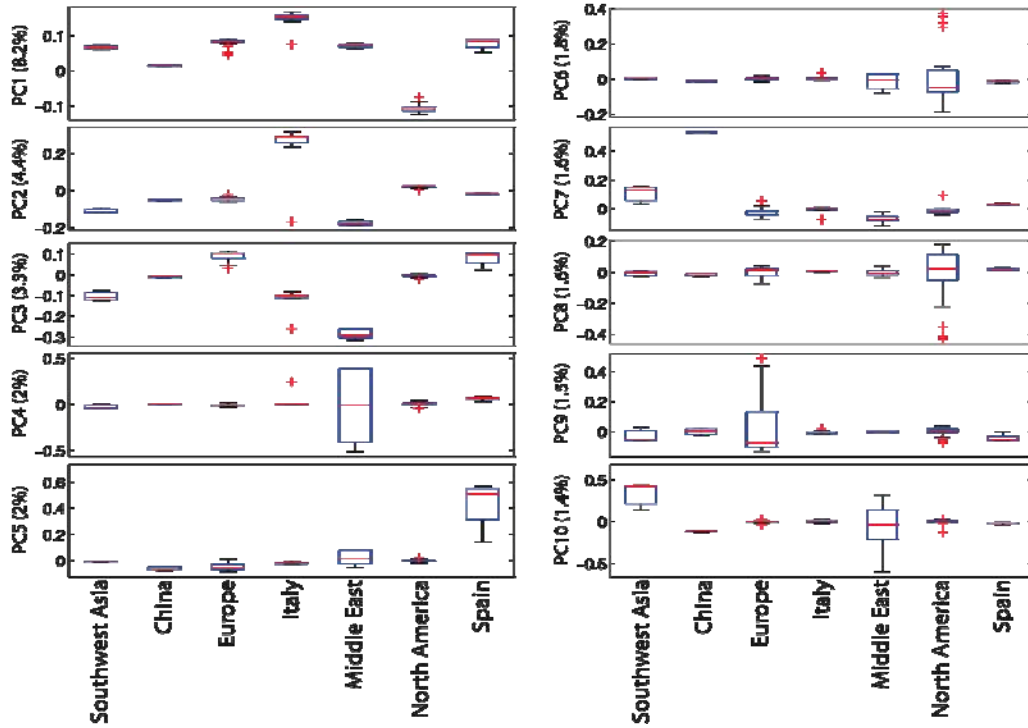 PC1 (8.2%)
0.1
0
−0.1
PC2 (4.4%)
0.2
0
−0.2
PC3 (3.3%)
0.1
0
−0.1
−0.3
PC4 (2%)
0.5
0
−0.5
PC5 (2%)
0.6
0.4
0.2
0
Southwest Asia
China
Europe
Italy
Middle East
North America
Spain
PC6 (1.8%)
0.4
0.2
0
−0.2
PC7 (1.6%)
0.4
0.2
0
PC8 (1.6%)
0.2
0
−0.2
−0.4
PC9 (1.5%)
0.4
0.2
0
PC10 (1.4%)
0.5
0
−0.5
Southwest Asia
China
Europe
Italy
Middle East
North America
Spain